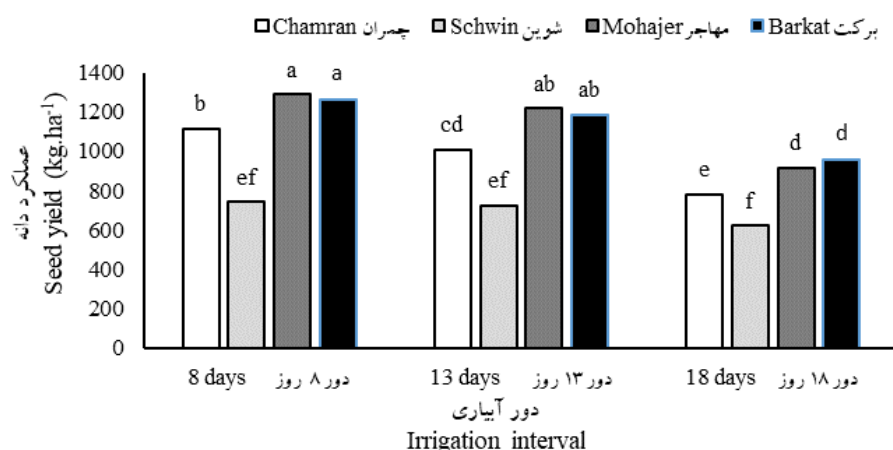 Chamran چمران Schwin شوین Mohajer مهاجر Barkat برکت
عملکرد دانه
Seed yield (kg.ha⁻¹)
1400
1200
1000
800
600
400
200
0
b ef a a cd ef ab ab e f d d
8 days دور ۸ روز 13 days دور ۱۳ روز 18 days دور ۱۸ روز
دور آبیاری
Irrigation interval